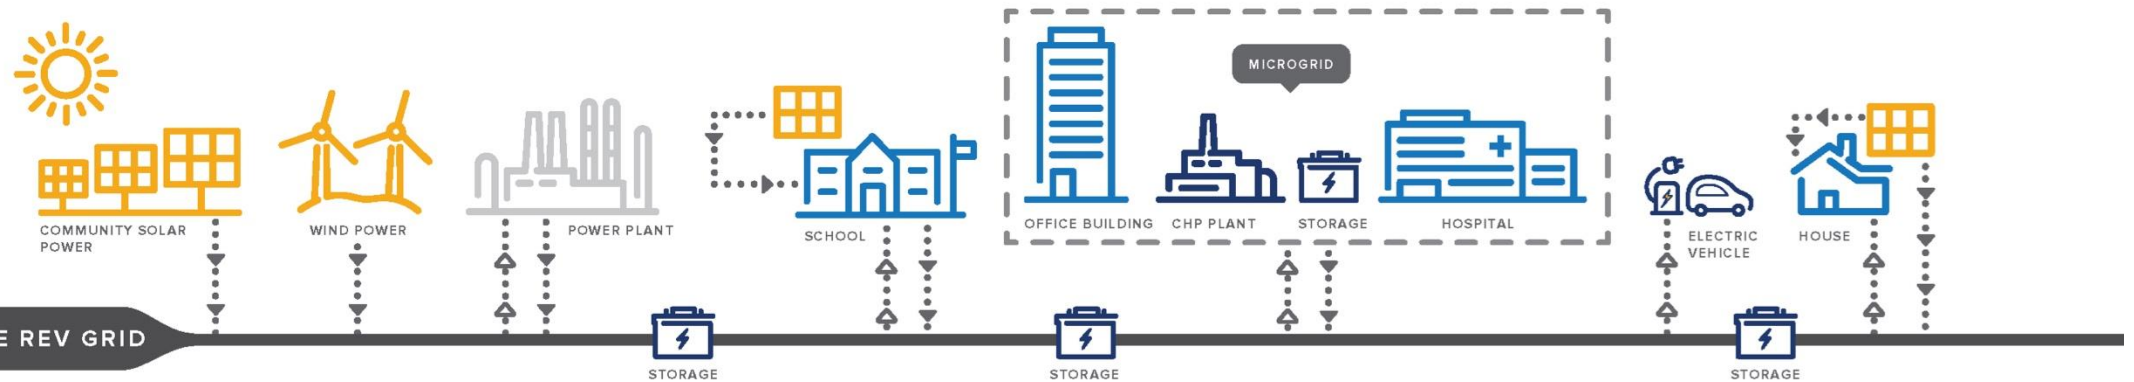 MICROGRID
COMMUNITY SOLAR
POWER
WIND POWER
POWER PLANT
SCHOOL
OFFICE BUILDING
CHP PLANT
STORAGE
HOSPITAL
ELECTRIC
VEHICLE
HOUSE
E REV GRID
STORAGE
STORAGE
STORAGE